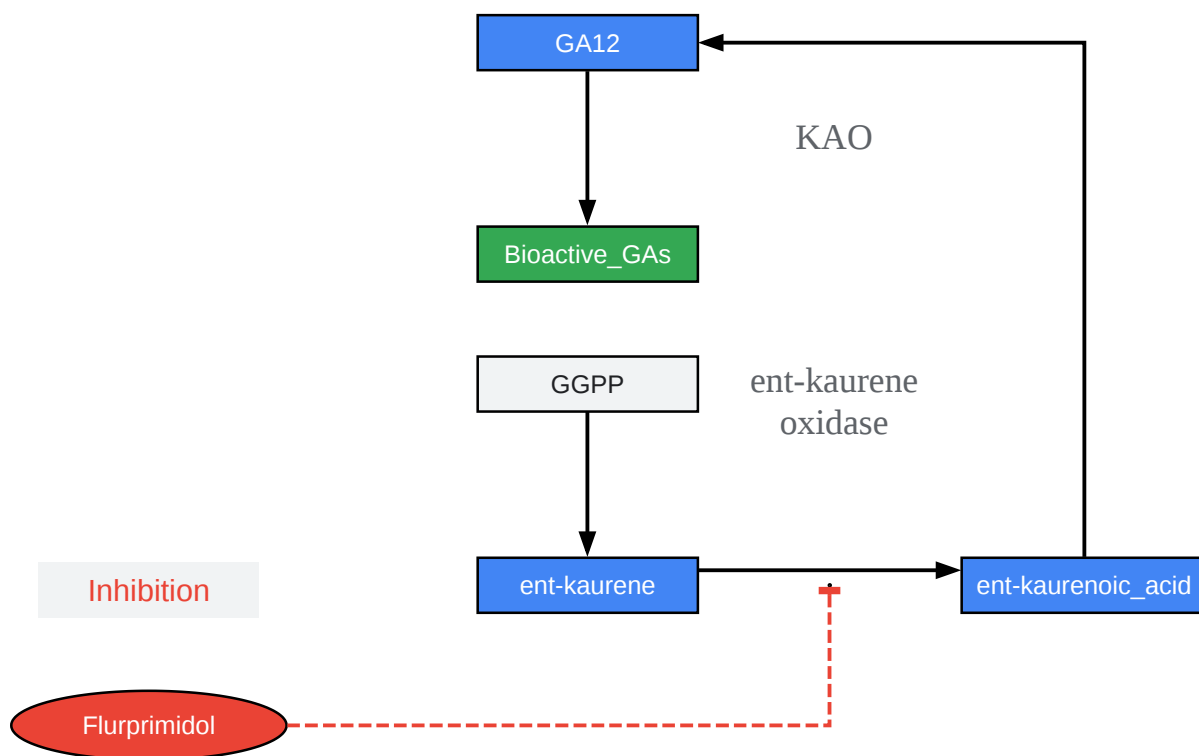 GA12
KAO
Bioactive_GAs
GGPP
ent-kaurene
oxidase
Inhibition
ent-kaurene
ent-kaurenoic_acid
Flurprimidol